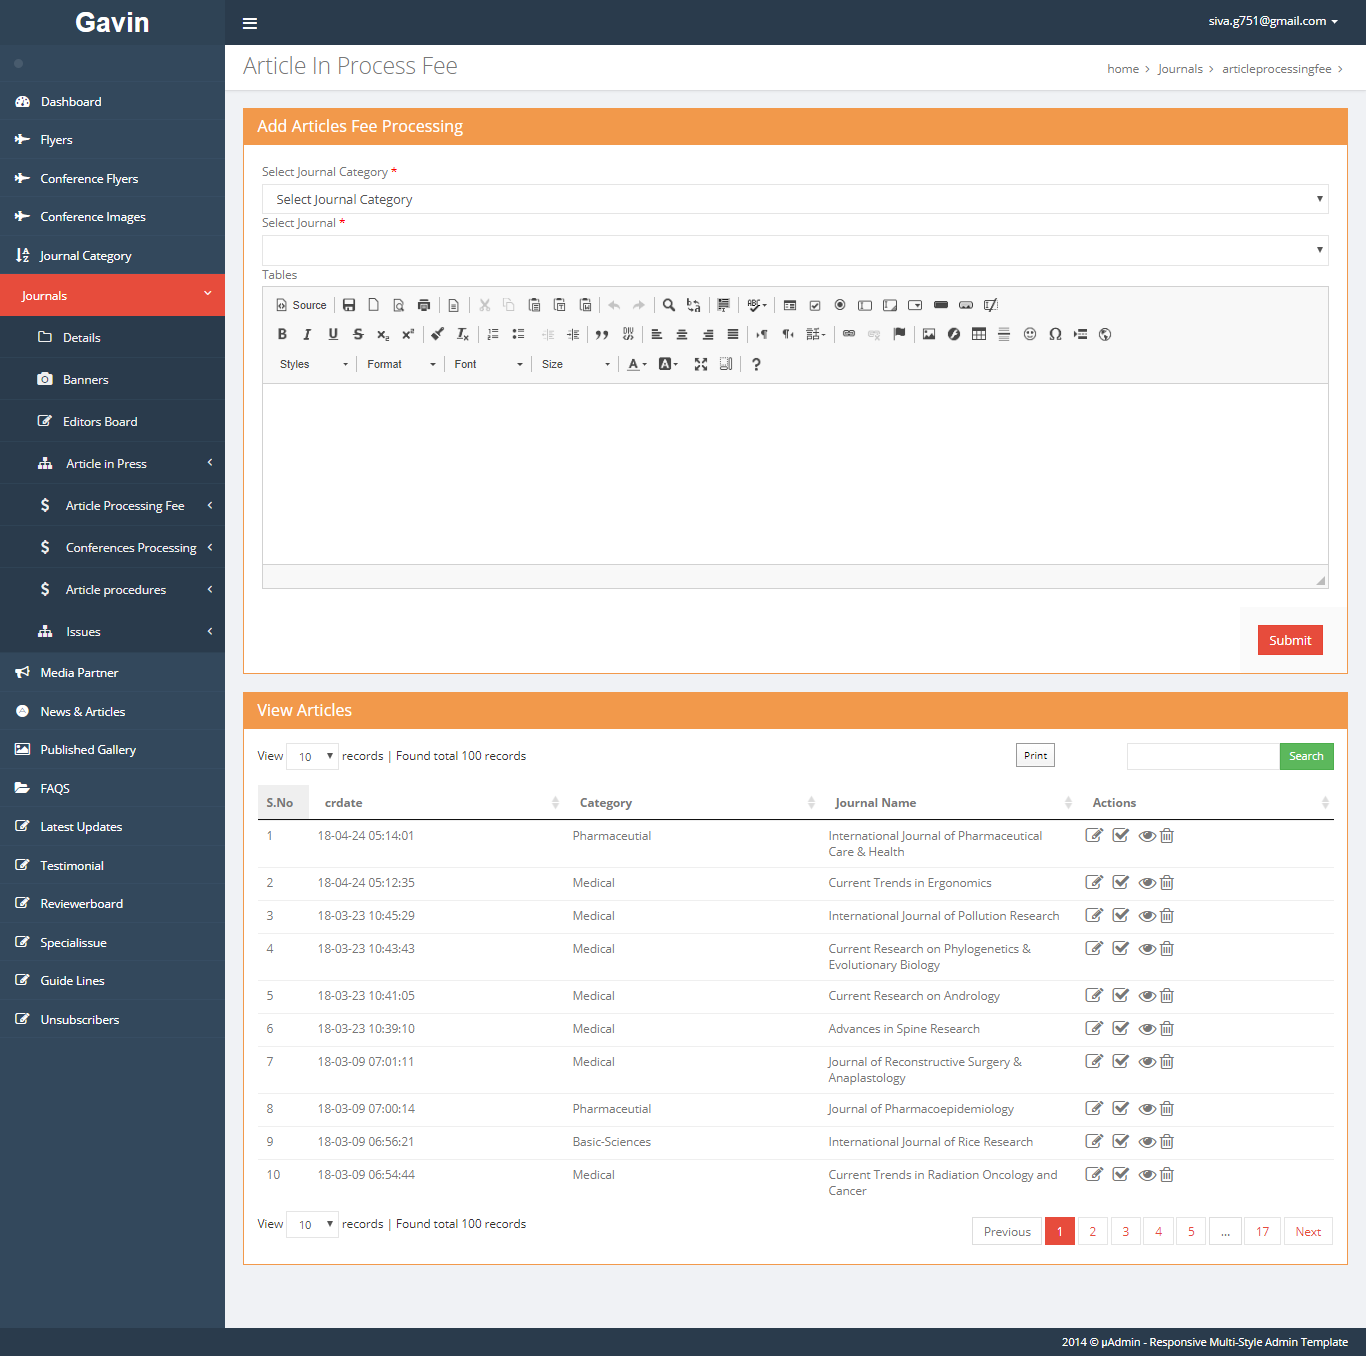 Gavin
siva.g751@gmail.com
Article In Process Fee
home > Journals > articleprocessingfee >
Dashboard
Flyers
Conference Flyers
Conference Images
Journal Category
Journals
Details
Banners
Editors Board
Article in Press
Article Processing Fee
Conferences Processing
Article procedures
Issues
Media Partner
News & Articles
Published Gallery
FAQS
Latest Updates
Testimonial
Reviewerboard
Specialissue
Guide Lines
Unsubscribers
Add Articles Fee Processing
Select Journal Category *
Select Journal Category
Select Journal *
Tables
Source
Styles Format Font Size
Submit
View Articles
View 10 records | Found total 100 records Print Search
S.No crdate Category Journal Name Actions
1 18-04-24 05:14:01 Pharmaceutial International Journal of Pharmaceutical
Care & Health
2 18-04-24 05:12:35 Medical Current Trends in Ergonomics
3 18-03-23 10:45:29 Medical International Journal of Pollution Research
4 18-03-23 10:43:43 Medical Current Research on Phylogenetics &
Evolutionary Biology
5 18-03-23 10:41:05 Medical Current Research on Andrology
6 18-03-23 10:39:10 Medical Advances in Spine Research
7 18-03-09 07:01:11 Medical Journal of Reconstructive Surgery &
Anaplastology
8 18-03-09 07:00:14 Pharmaceutial Journal of Pharmacoepidemiology
9 18-03-09 06:56:21 Basic-Sciences International Journal of Rice Research
10 18-03-09 06:54:44 Medical Current Trends in Radiation Oncology and
Cancer
View 10 records | Found total 100 records
Previous 1 2 3 4 5 ... 17 Next
2014 © µAdmin - Responsive Multi-Style Admin Template